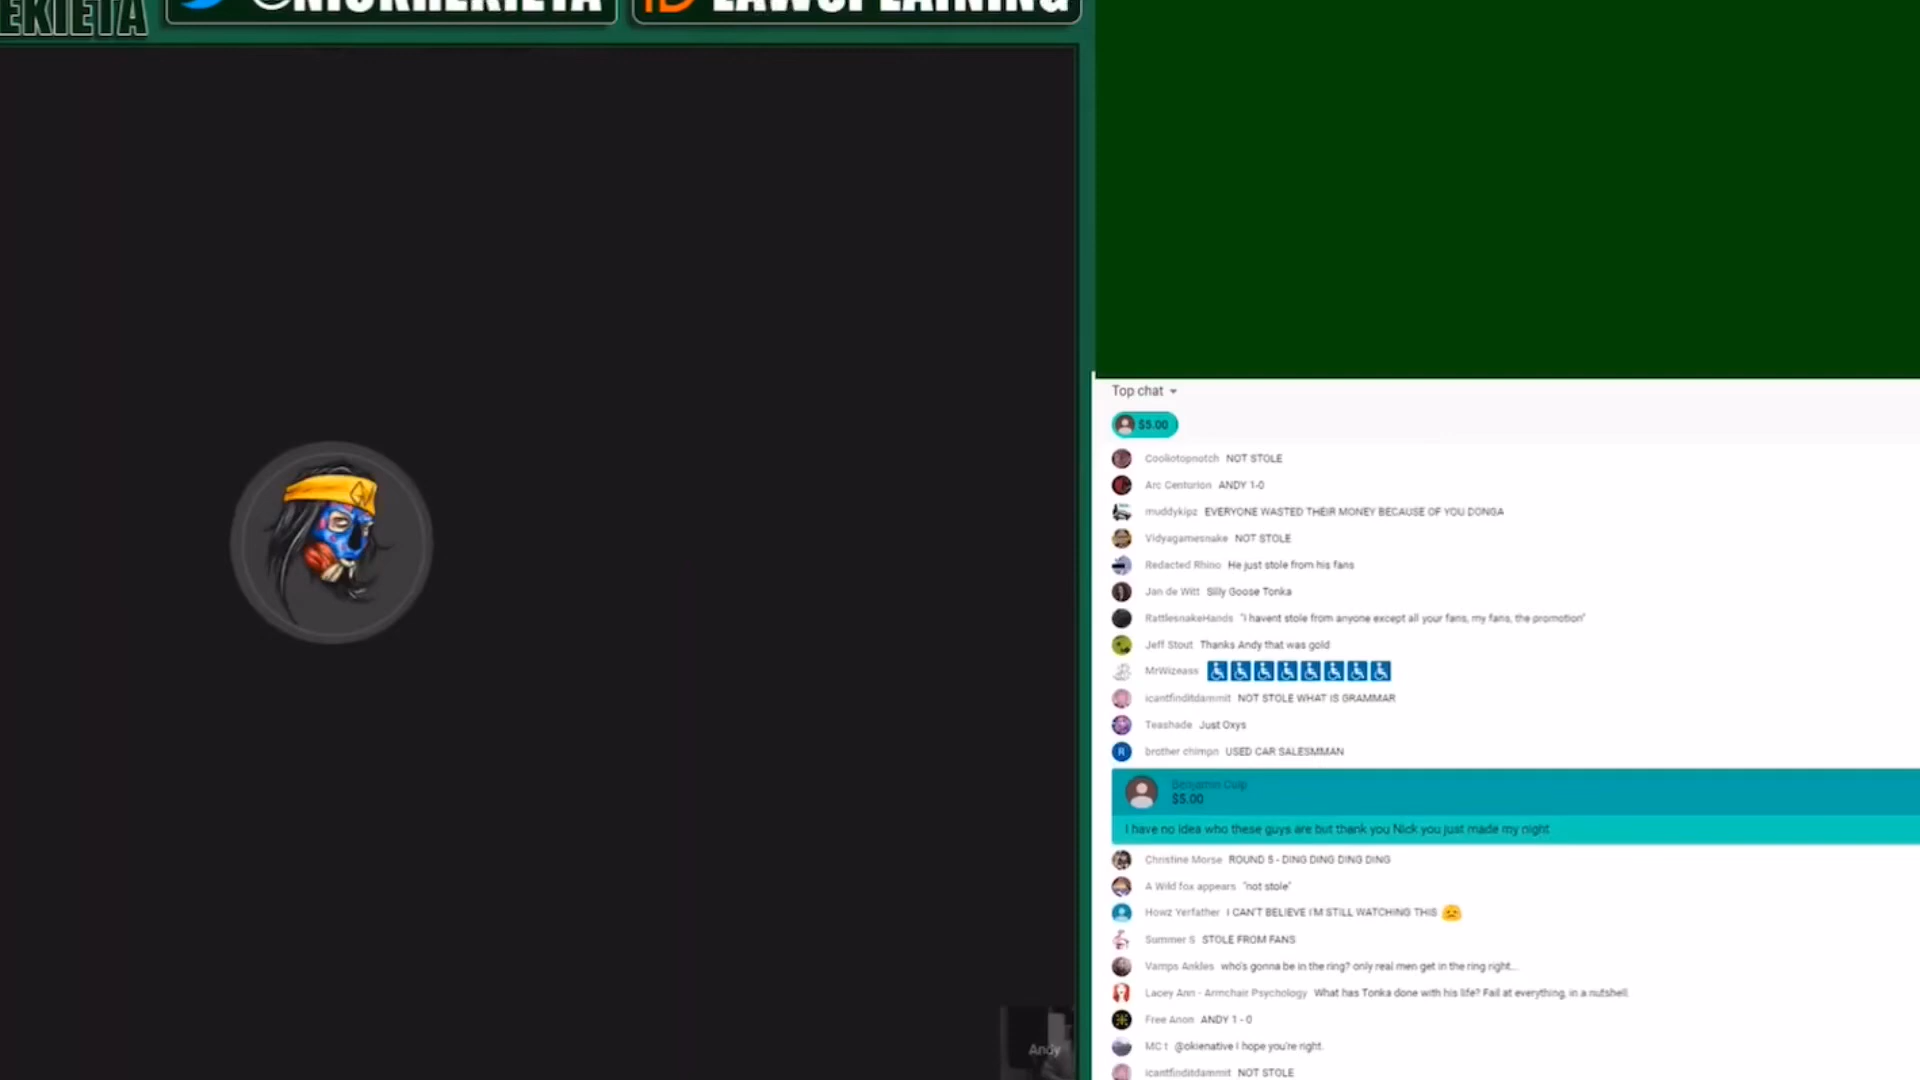 EKIETA
@NICKREKIETA
LAWSPLAINING
Top chat
$5.00
Cooliotopnotch NOT STOLE
Arc Centurion ANDY 1-0
muddykipz EVERYONE WASTED THEIR MONEY BECAUSE OF YOU DONGA
Vidyagamesnake NOT STOLE
Redacted Rhino He just stole from his fans
Jan de Witt Silly Goose Tonka
RattlesnakeHands "I havent stole from anyone except all your fans, my fans, the promotion"
Jeff Stout Thanks Andy that was gold
MrWizeass ♿♿♿♿♿♿♿♿
icantfinditdammit NOT STOLE WHAT IS GRAMMAR
Teashade Just Oxys
R brother chimpn USED CAR SALESMMAN
Benjamin Culp
$5.00
I have no idea who these guys are but thank you Nick you just made my night
Christine Morse ROUND 5 - DING DING DING DING
A Wild fox appears "not stole"
Howz Yerfather I CAN'T BELIEVE I'M STILL WATCHING THIS
Summer S STOLE FROM FANS
Vamps Ankles who's gonna be in the ring? only real men get in the ring right...
Lacey Ann - Armchair Psychology What has Tonka done with his life? Fail at everything, in a nutshell.
Free Anon ANDY 1 - 0
MC t @okienative I hope you're right.
icantfinditdammit NOT STOLE
Andy